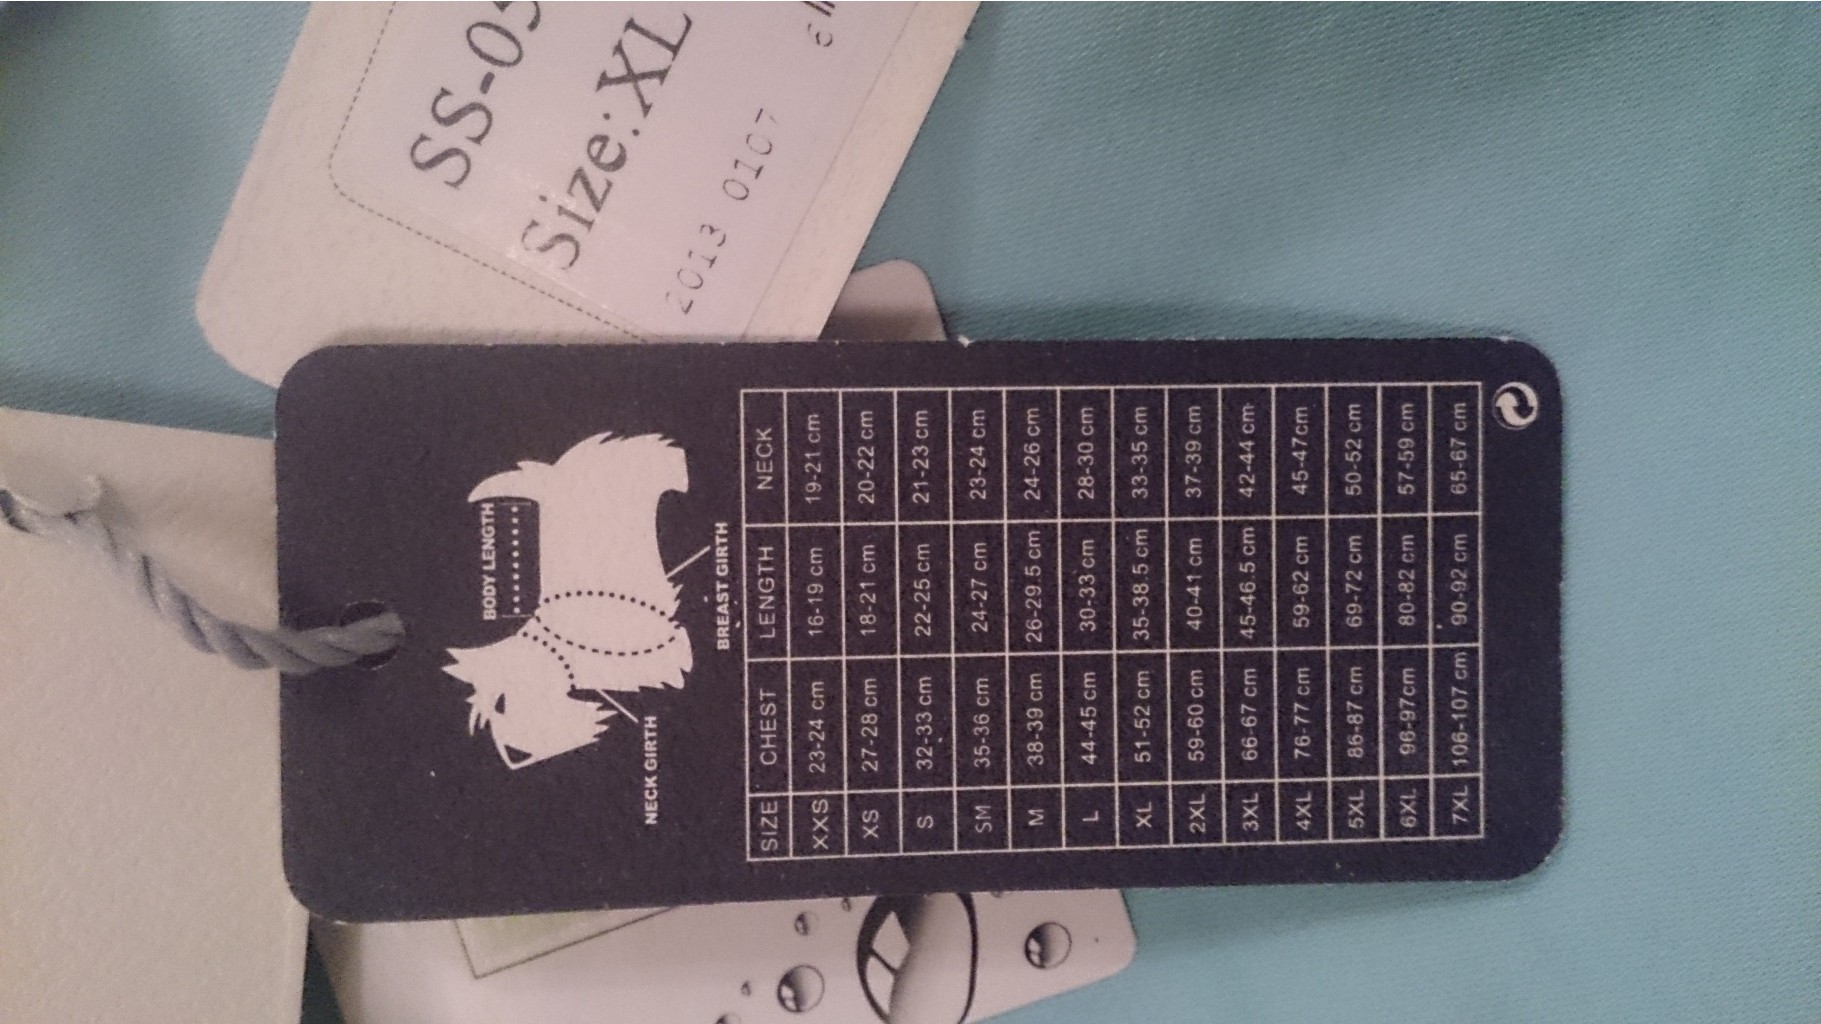 SS-05
Size:XL
2013 0107
BODY LENGTH
NECK GIRTH
BREAST GIRTH
SIZE CHEST LENGTH NECK
XXS 23-24 cm 16-19 cm 19-21 cm
XS 27-28 cm 18-21 cm 20-22 cm
S 32-33 cm 22-25 cm 21-23 cm
SM 35-36 cm 24-27 cm 23-24 cm
M 38-39 cm 26-29.5 cm 24-26 cm
L 44-45 cm 30-33 cm 28-30 cm
XL 51-52 cm 35-38.5 cm 33-35 cm
2XL 59-60 cm 40-41 cm 37-39 cm
3XL 66-67 cm 45-46.5 cm 42-44 cm
4XL 76-77 cm 59-62 cm 45-47cm
5XL 86-87 cm 69-72 cm 50-52 cm
6XL 96-97cm 80-82 cm 57-59 cm
7XL 106-107 cm 90-92 cm 65-67 cm